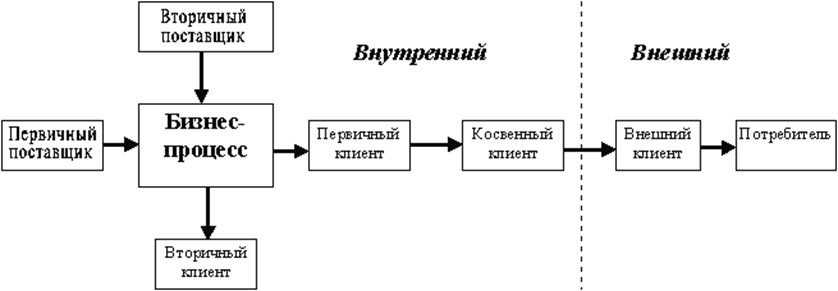 Вторичный
поставщик
Внутренний
Внешний
Первичный
поставщик
Бизнес-
процесс
Первичный
клиент
Косвенный
клиент
Внешний
клиент
Потребитель
Вторичный
клиент